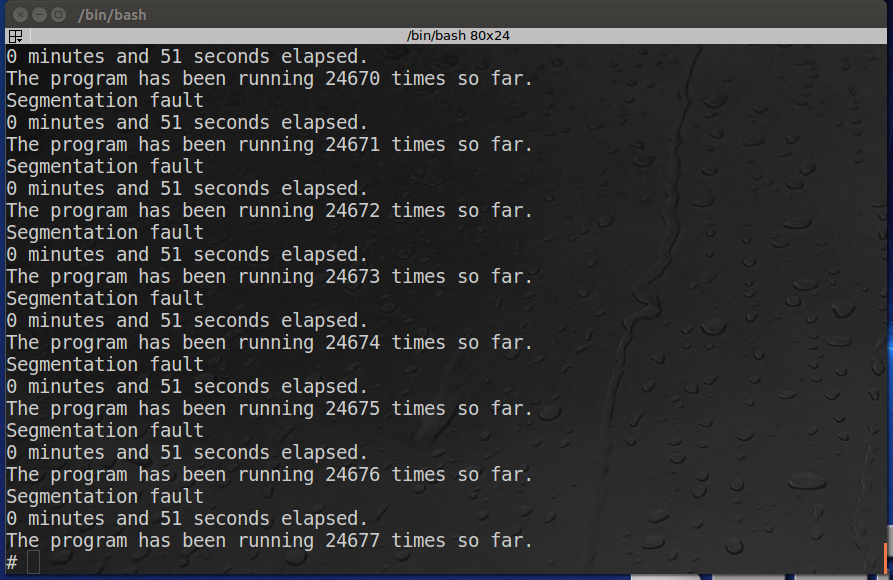 /bin/bash
/bin/bash 80x24
0 minutes and 51 seconds elapsed.
The program has been running 24670 times so far.
Segmentation fault
0 minutes and 51 seconds elapsed.
The program has been running 24671 times so far.
Segmentation fault
0 minutes and 51 seconds elapsed.
The program has been running 24672 times so far.
Segmentation fault
0 minutes and 51 seconds elapsed.
The program has been running 24673 times so far.
Segmentation fault
0 minutes and 51 seconds elapsed.
The program has been running 24674 times so far.
Segmentation fault
0 minutes and 51 seconds elapsed.
The program has been running 24675 times so far.
Segmentation fault
0 minutes and 51 seconds elapsed.
The program has been running 24676 times so far.
Segmentation fault
0 minutes and 51 seconds elapsed.
The program has been running 24677 times so far.
#